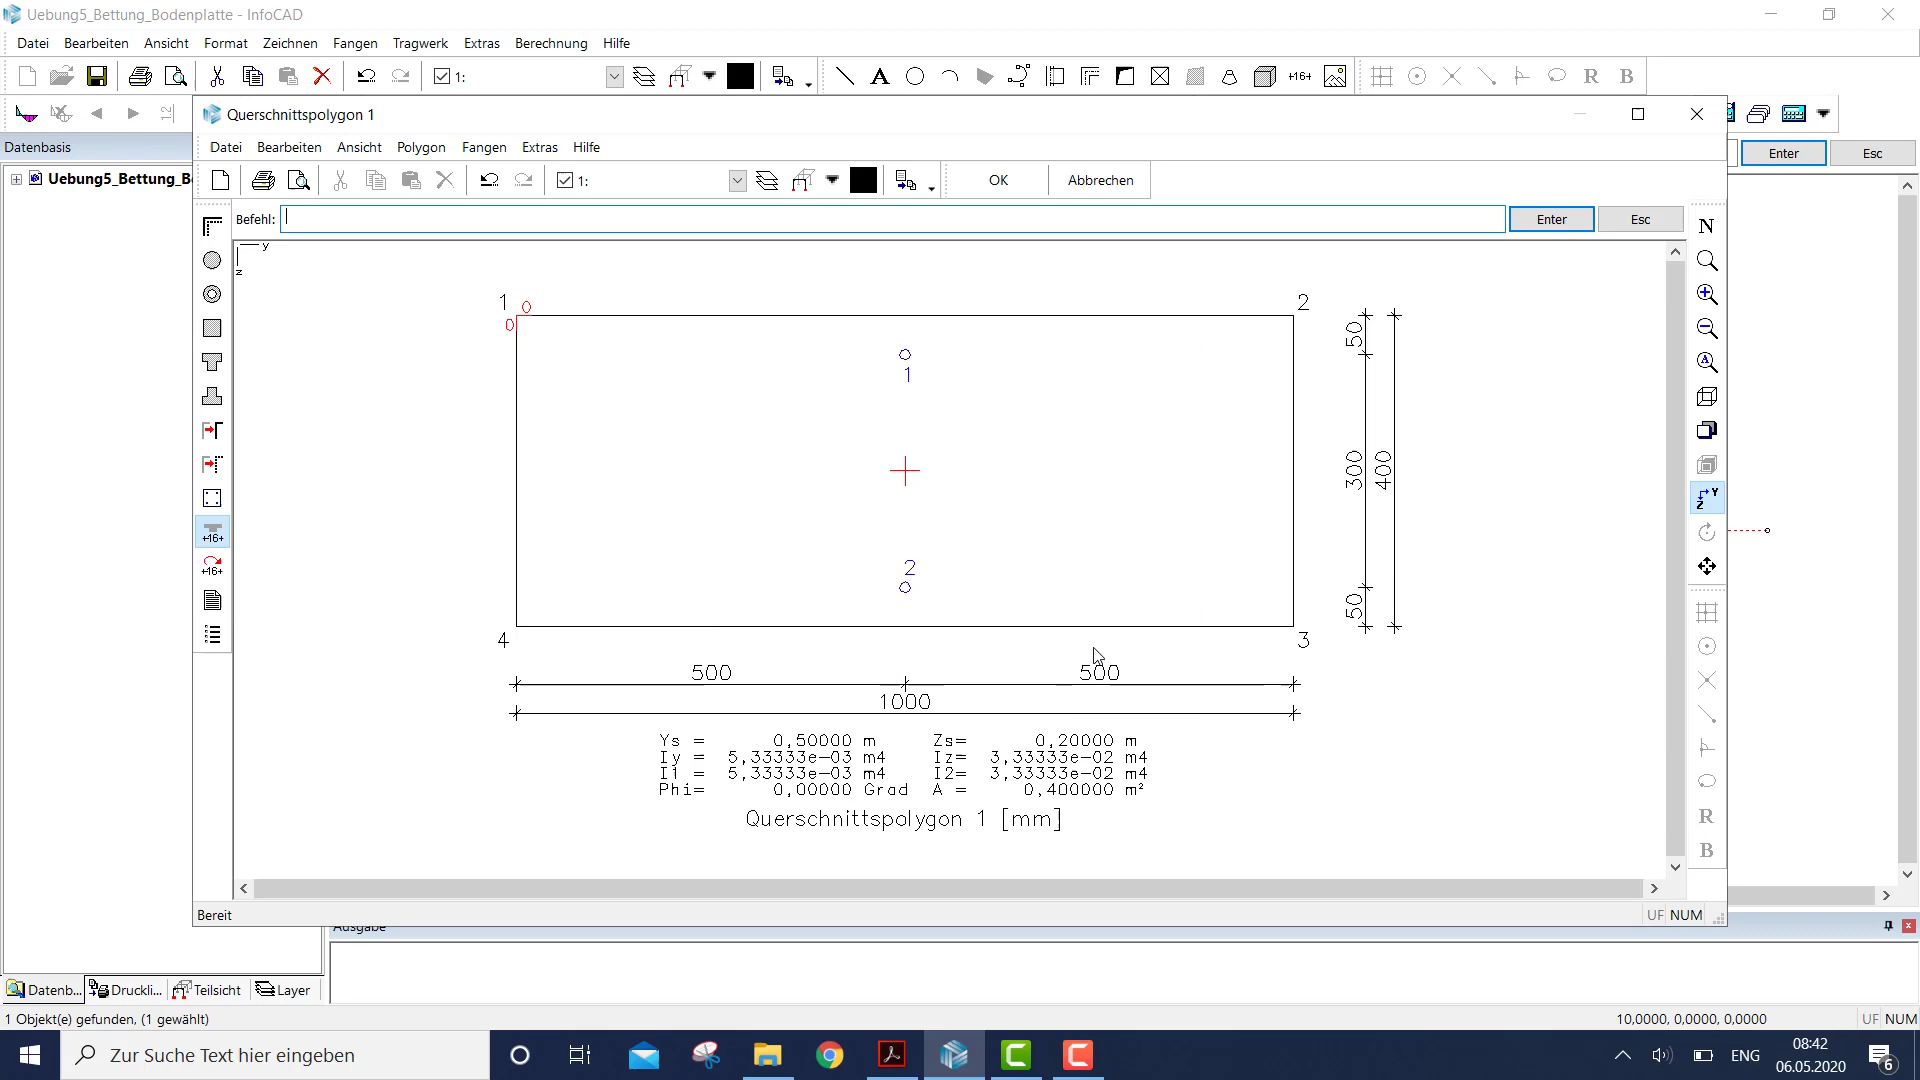 Uebung5_Bettung_Bodenplatte - InfoCAD
Datei Bearbeiten Ansicht Format Zeichnen Fangen Tragwerk Extras Berechnung Hilfe
1:
+16+
R B
Datenbasis
Enter Esc
Uebung5_Bettung_B
Querschnittspolygon 1
Datei Bearbeiten Ansicht Polygon Fangen Extras Hilfe
1:
OK Abbrechen
Befehl:
Enter Esc
y
z
N
A
Y
Z
R
B
+16+
+16+
1 0 2
0
50
1
300 400
2
50
4 3
500 500
1000
Ys = 0,50000 m Zs= 0,20000 m
Iy = 5,33333e-03 m4 Iz= 3,33333e-02 m4
I1 = 5,33333e-03 m4 I2= 3,33333e-02 m4
Phi= 0,00000 Grad A = 0,400000 m²
Querschnittspolygon 1 [mm]
Bereit
UF NUM
Ausgabe
Datenb... Druckli... Teilsicht Layer
1 Objekt(e) gefunden, (1 gewählt)
10,0000, 0,0000, 0,0000
UF NUM
Zur Suche Text hier eingeben
ENG
08:42
06.05.2020
6